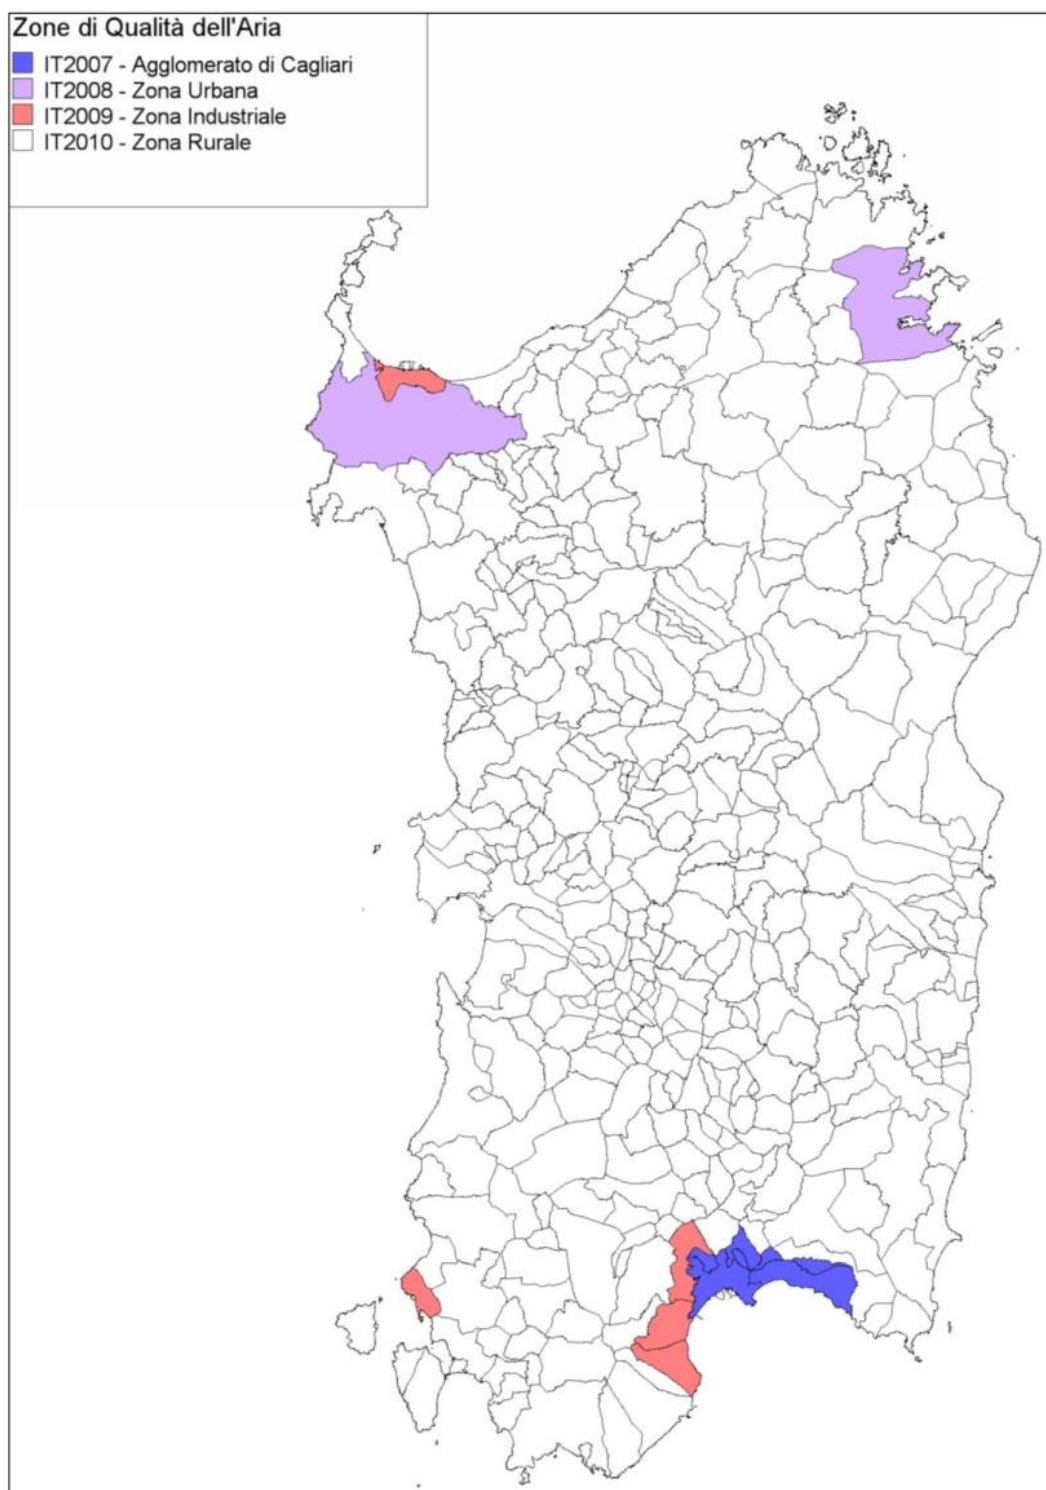 Zone di Qualità dell'Aria
IT2007 - Agglomerato di Cagliari
IT2008 - Zona Urbana
IT2009 - Zona Industriale
IT2010 - Zona Rurale